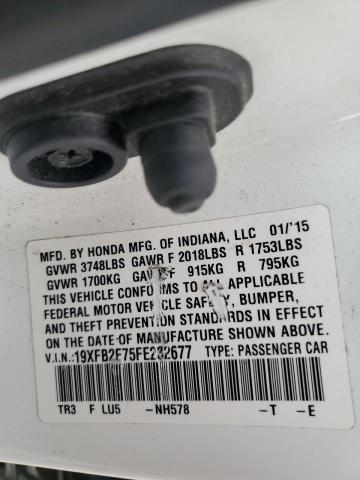 MFD. BY HONDA MFG. OF INDIANA, LLC 01/'15
GVWR 3748LBS GAWR F 2018LBS R 1753LBS
GVWR 1700KG GAWR F 915KG R 795KG
THIS VEHICLE CONFORMS TO ALL APPLICABLE
FEDERAL MOTOR VEHICLE SAFETY, BUMPER,
AND THEFT PREVENTION STANDARDS IN EFFECT
ON THE DATE OF MANUFACTURE SHOWN ABOVE.
V.I.N.:19XFB2F75FE232677 TYPE: PASSENGER CAR
TR3 F LU5 -NH578 -T -E